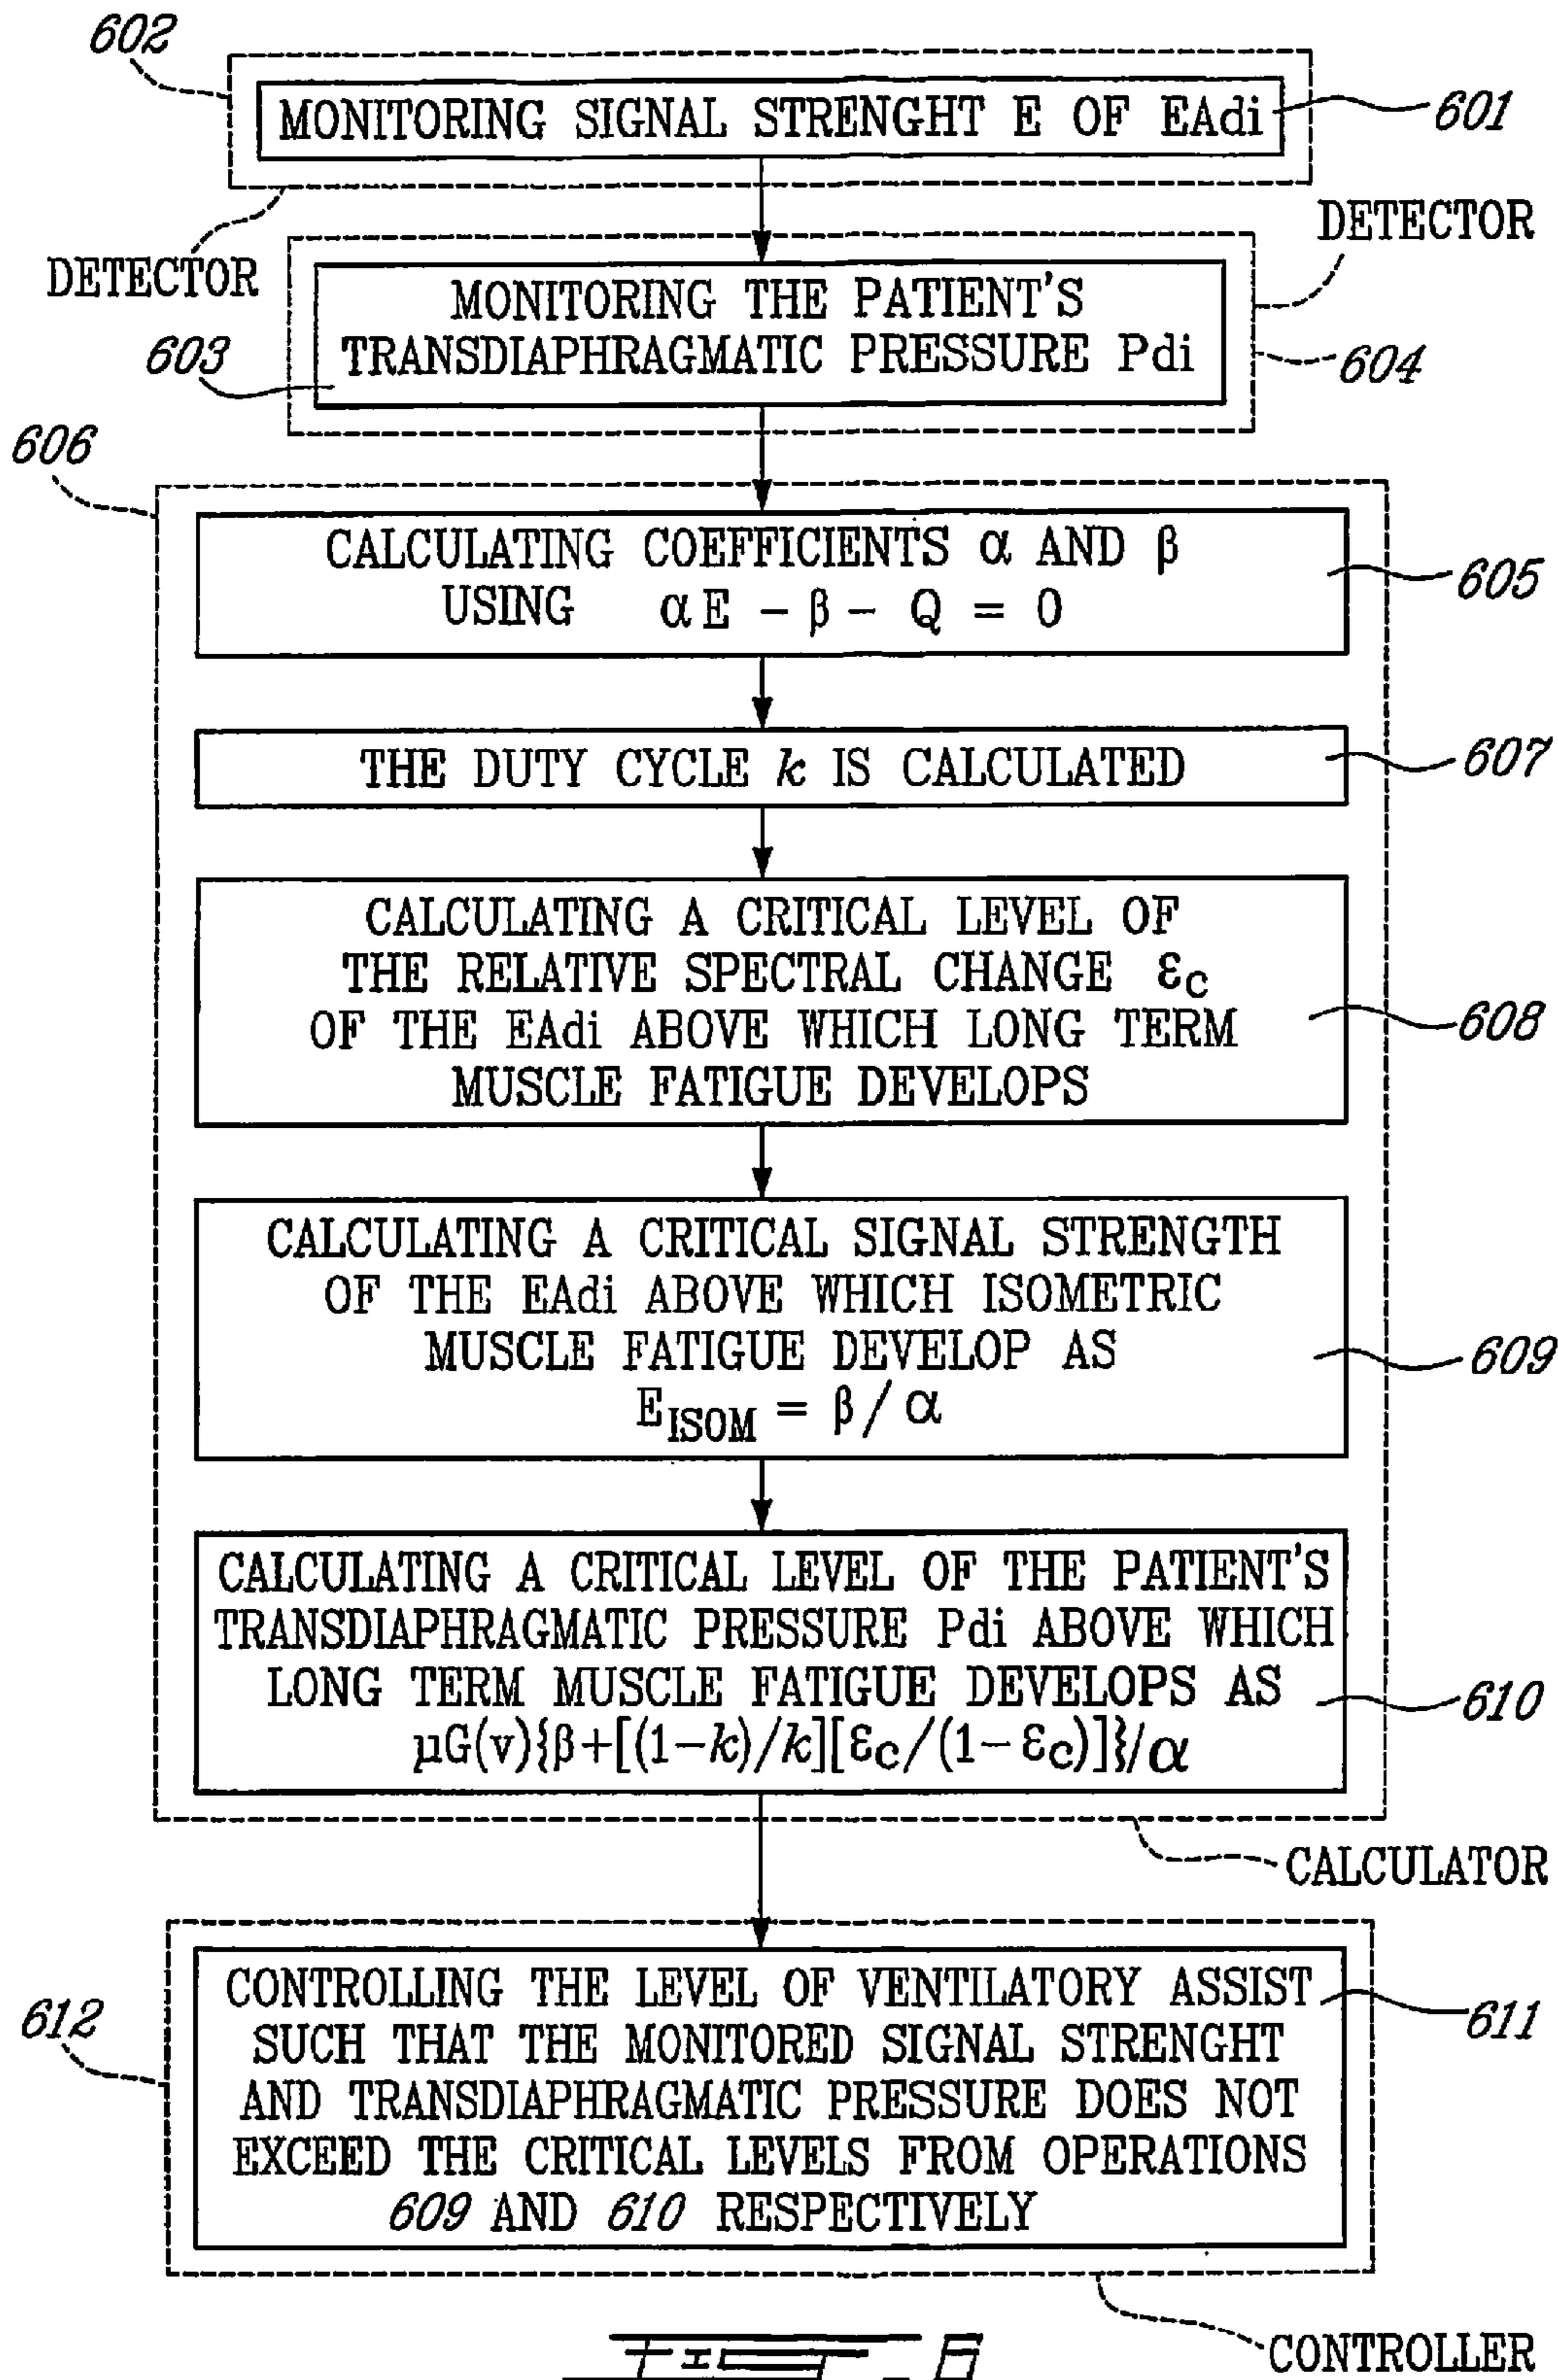 602
MONITORING SIGNAL STRENGHT E OF EAdi
601
DETECTOR
DETECTOR
MONITORING THE PATIENT'S
TRANSDIAPHRAGMATIC PRESSURE Pdi
603
604
606
CALCULATING COEFFICIENTS α AND β
USING αE - β - Q = 0
605
THE DUTY CYCLE k IS CALCULATED
607
CALCULATING A CRITICAL LEVEL OF
THE RELATIVE SPECTRAL CHANGE εc
OF THE EAdi ABOVE WHICH LONG TERM
MUSCLE FATIGUE DEVELOPS
608
CALCULATING A CRITICAL SIGNAL STRENGTH
OF THE EAdi ABOVE WHICH ISOMETRIC
MUSCLE FATIGUE DEVELOP AS
E_ISOM = β/α
609
CALCULATING A CRITICAL LEVEL OF THE PATIENT'S
TRANSDIAPHRAGMATIC PRESSURE Pdi ABOVE WHICH
LONG TERM MUSCLE FATIGUE DEVELOPS AS
µG(v){β+[(1-k)/k][εc/(1-εc)]}/α
610
CALCULATOR
CONTROLLING THE LEVEL OF VENTILATORY ASSIST
SUCH THAT THE MONITORED SIGNAL STRENGHT
AND TRANSDIAPHRAGMATIC PRESSURE DOES NOT
EXCEED THE CRITICAL LEVELS FROM OPERATIONS
609 AND 610 RESPECTIVELY
611
612
CONTROLLER
FIG - 6